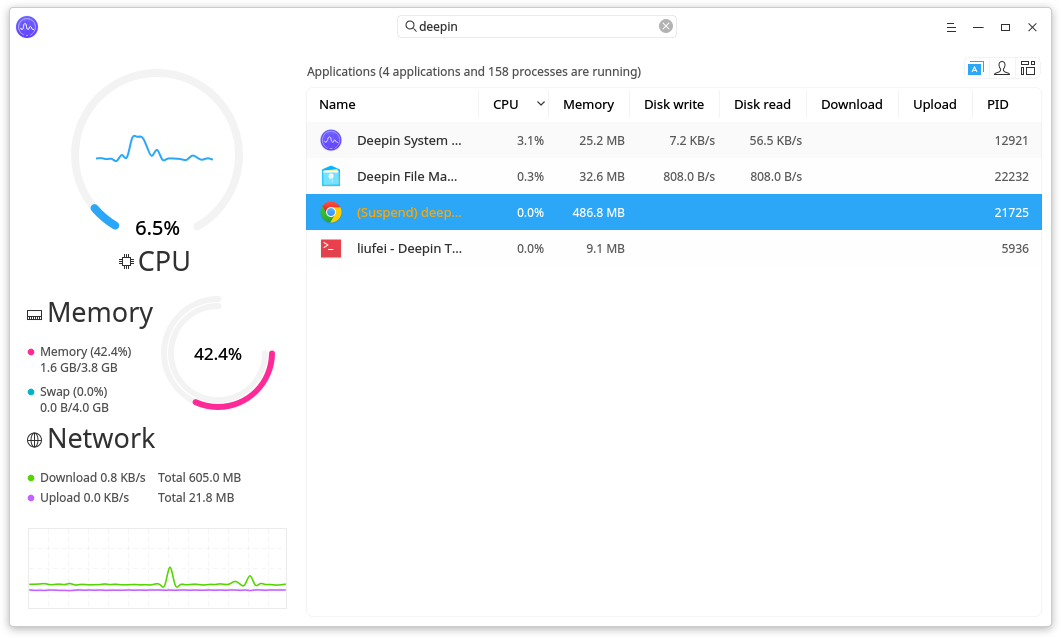 deepin
Applications (4 applications and 158 processes are running)
Name CPU Memory Disk write Disk read Download Upload PID
Deepin System ... 3.1% 25.2 MB 7.2 KB/s 56.5 KB/s 12921
Deepin File Ma... 0.3% 32.6 MB 808.0 B/s 808.0 B/s 22232
(Suspend) deep... 0.0% 486.8 MB 21725
liufei - Deepin T... 0.0% 9.1 MB 5936
6.5%
CPU
Memory
Memory (42.4%)
1.6 GB/3.8 GB
Swap (0.0%)
0.0 B/4.0 GB
42.4%
Network
Download 0.8 KB/s Total 605.0 MB
Upload 0.0 KB/s Total 21.8 MB